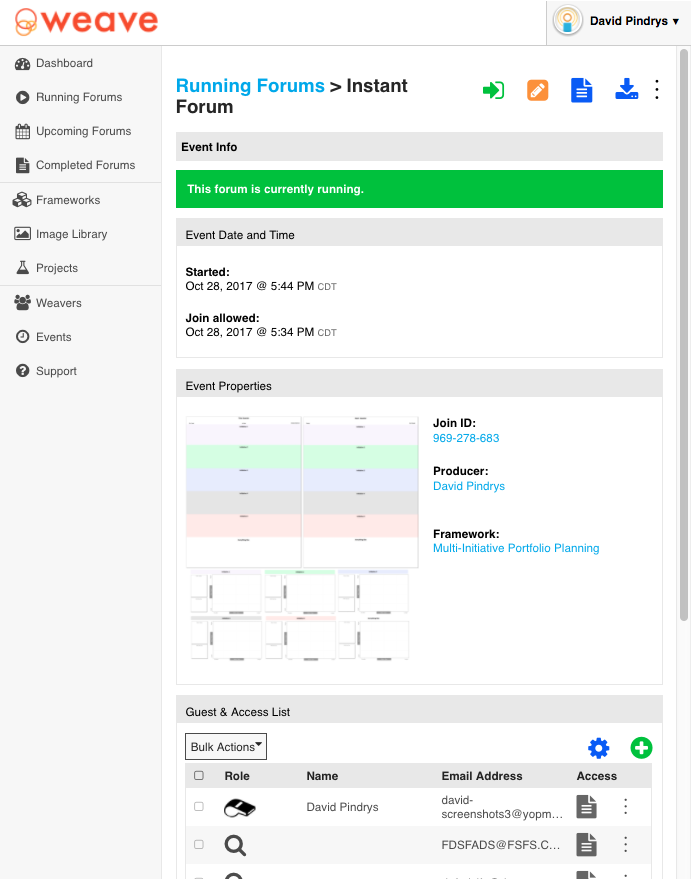 weave
David Pindrys ▾
Dashboard
Running Forums
Upcoming Forums
Completed Forums
Frameworks
Image Library
Projects
Weavers
Events
Support
Running Forums > Instant
Forum
Event Info
This forum is currently running.
Event Date and Time
Started:
Oct 28, 2017 @ 5:44 PM CDT
Join allowed:
Oct 28, 2017 @ 5:34 PM CDT
Event Properties
Join ID:
969-278-683
Producer:
David Pindrys
Framework:
Multi-Initiative Portfolio Planning
Guest & Access List
Bulk Actions
Role Name Email Address Access
David Pindrys
david-
screenshots3@yopm...
FDSFADS@FSFS.C...